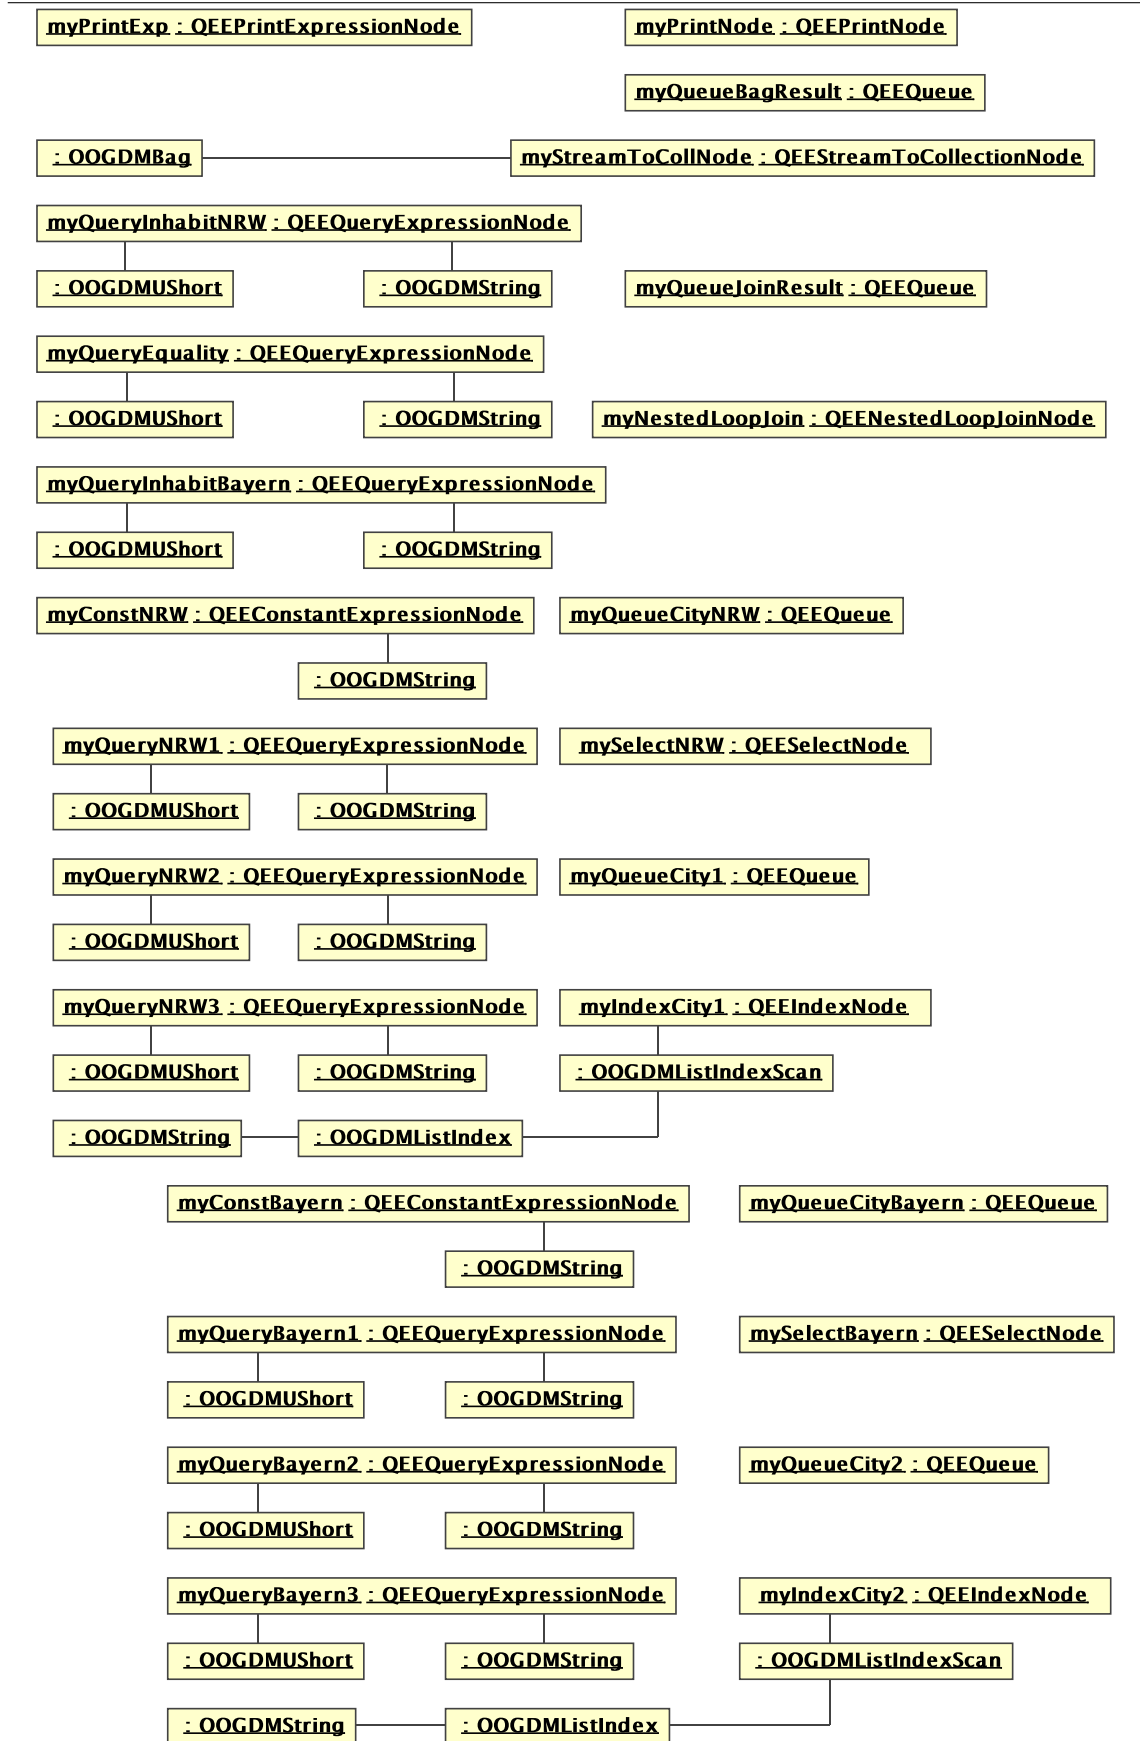 myPrintExp : QEEPrintExpressionNode myPrintNode : QEEPrintNode
myQueueBagResult : QEEQueue
: OOGDMBag myStreamToCollNode : QEEStreamToCollectionNode
myQueryInhabitNRW : QEEQueryExpressionNode
: OOGDMUShort : OOGDMString myQueueJoinResult : QEEQueue
myQueryEquality : QEEQueryExpressionNode
: OOGDMUShort : OOGDMString myNestedLoopJoin : QEENestedLoopJoinNode
myQueryInhabitBayern : QEEQueryExpressionNode
: OOGDMUShort : OOGDMString
myConstNRW : QEEConstantExpressionNode myQueueCityNRW : QEEQueue
: OOGDMString
myQueryNRW1 : QEEQueryExpressionNode mySelectNRW : QEESelectNode
: OOGDMUShort : OOGDMString
myQueryNRW2 : QEEQueryExpressionNode myQueueCity1 : QEEQueue
: OOGDMUShort : OOGDMString
myQueryNRW3 : QEEQueryExpressionNode myIndexCity1 : QEEIndexNode
: OOGDMUShort : OOGDMString : OOGDMListIndexScan
: OOGDMString : OOGDMListIndex
myConstBayern : QEEConstantExpressionNode myQueueCityBayern : QEEQueue
: OOGDMString
myQueryBayern1 : QEEQueryExpressionNode mySelectBayern : QEESelectNode
: OOGDMUShort : OOGDMString
myQueryBayern2 : QEEQueryExpressionNode myQueueCity2 : QEEQueue
: OOGDMUShort : OOGDMString
myQueryBayern3 : QEEQueryExpressionNode myIndexCity2 : QEEIndexNode
: OOGDMUShort : OOGDMString : OOGDMListIndexScan
: OOGDMString : OOGDMListIndex